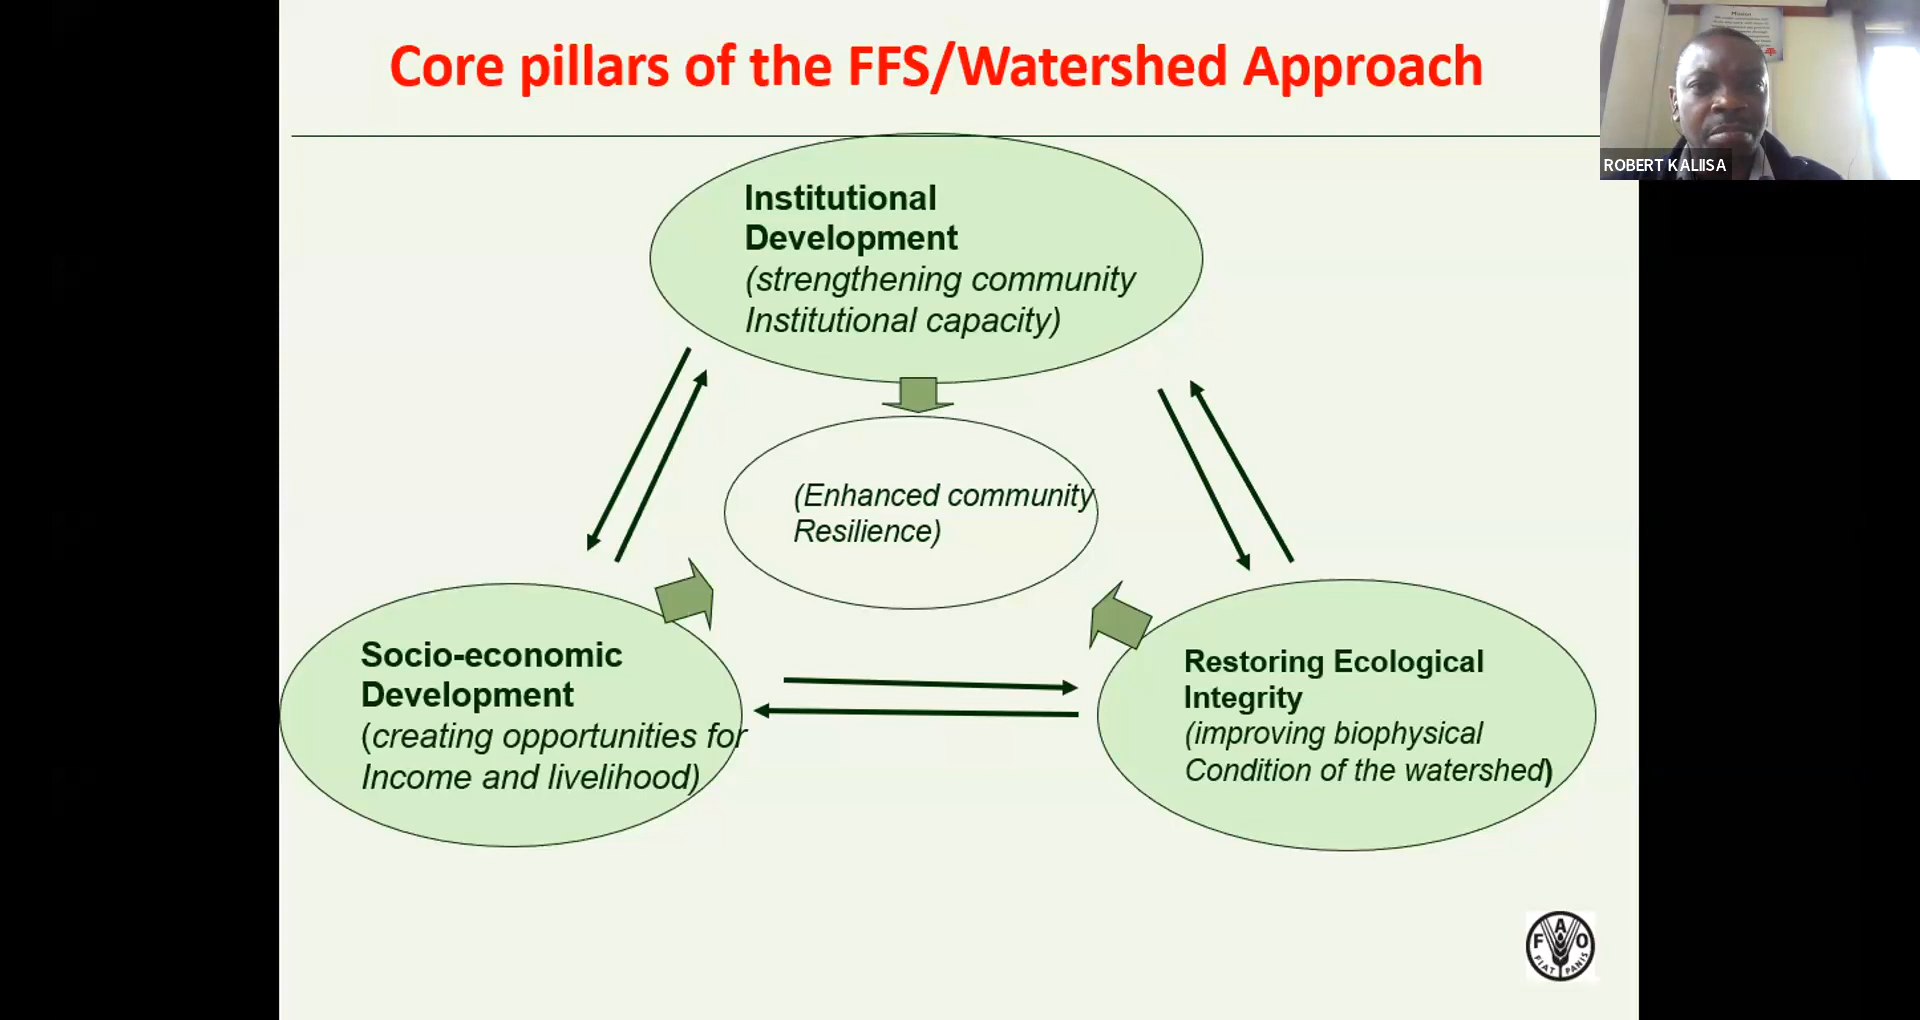 Core pillars of the FFS/Watershed Approach
Mission
ROBERT KALIISA
Institutional
Development
(strengthening community
Institutional capacity)
(Enhanced community
Resilience)
Socio-economic
Development
(creating opportunities for
Income and livelihood)
Restoring Ecological
Integrity
(improving biophysical
Condition of the watershed)
F A O
FIAT PANIS